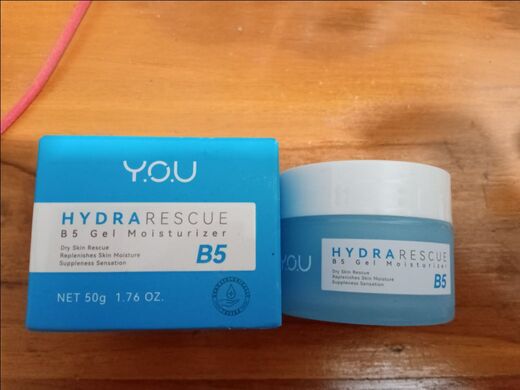 Y.O.U
HYDRARESCUE
B5 Gel Moisturizer
Dry Skin Rescue
Replenishes Skin Moisture
Suppleness Sensation
B5
NET 50g 1.76 OZ.
Y.O.U
HYDRARESCUE
B5 Gel Moisturizer
Dry Skin Rescue
Replenishes Skin Moisture
Suppleness Sensation
B5